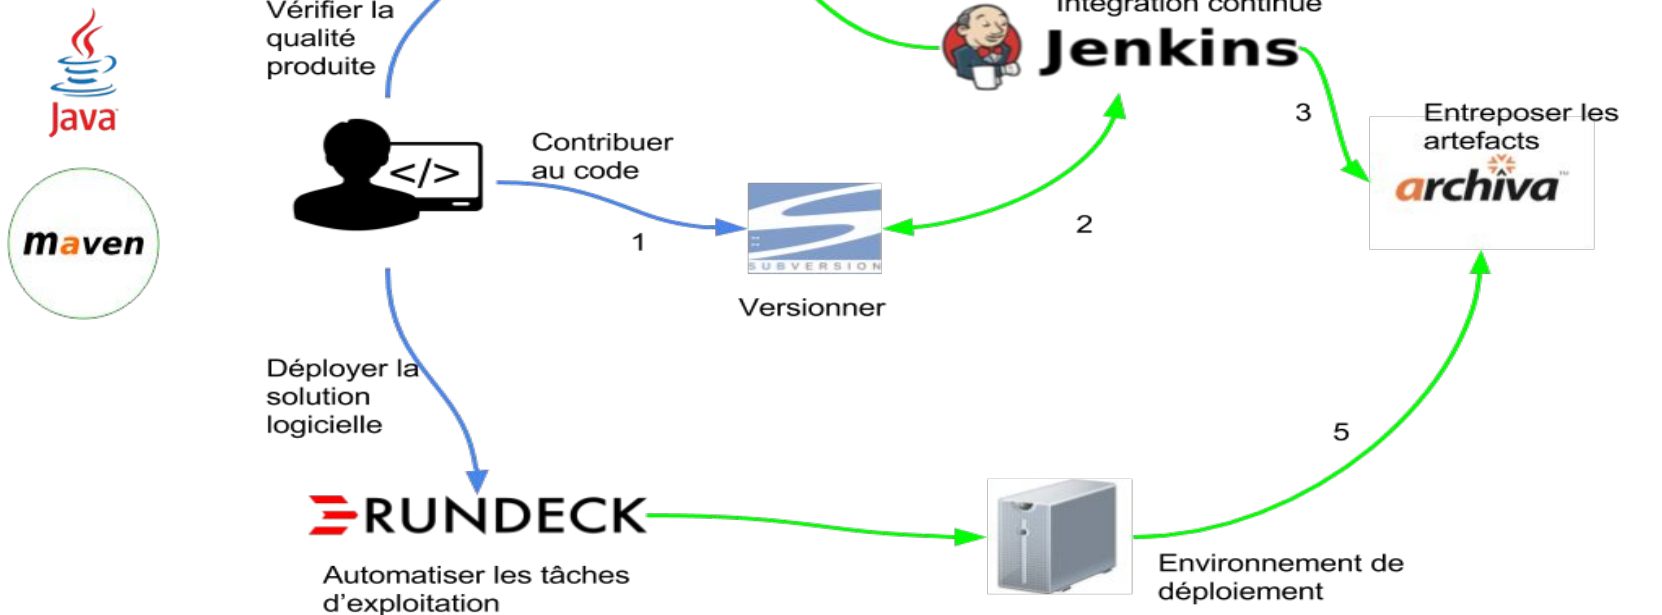 Vérifier la
qualité
produite
Intégration continue
Jenkins
Java
3
Entreposer les
artefacts
archiva™
</>
Contribuer
au code
maven
1
SUBVERSION
2
Versionner
Déployer la
solution
logicielle
5
RUNDECK
Automatiser les tâches
d'exploitation
Environnement de
déploiement